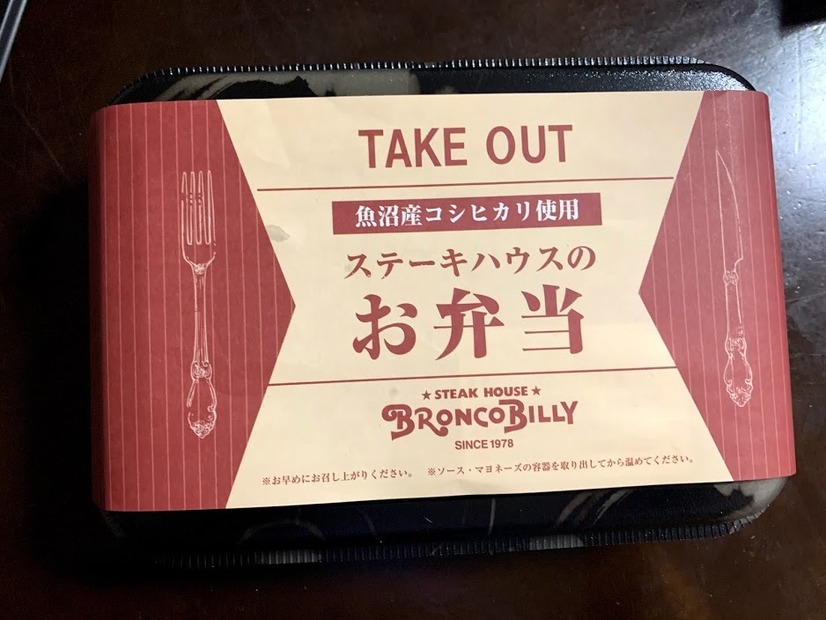 TAKE OUT
魚沼産コシヒカリ使用
ステーキハウスの
お弁当
★STEAK HOUSE★
BRONCOBILLY
SINCE 1978
※お早めにお召し上がりください。 ※ソース・マヨネーズの容器を取り出してから温めてください。